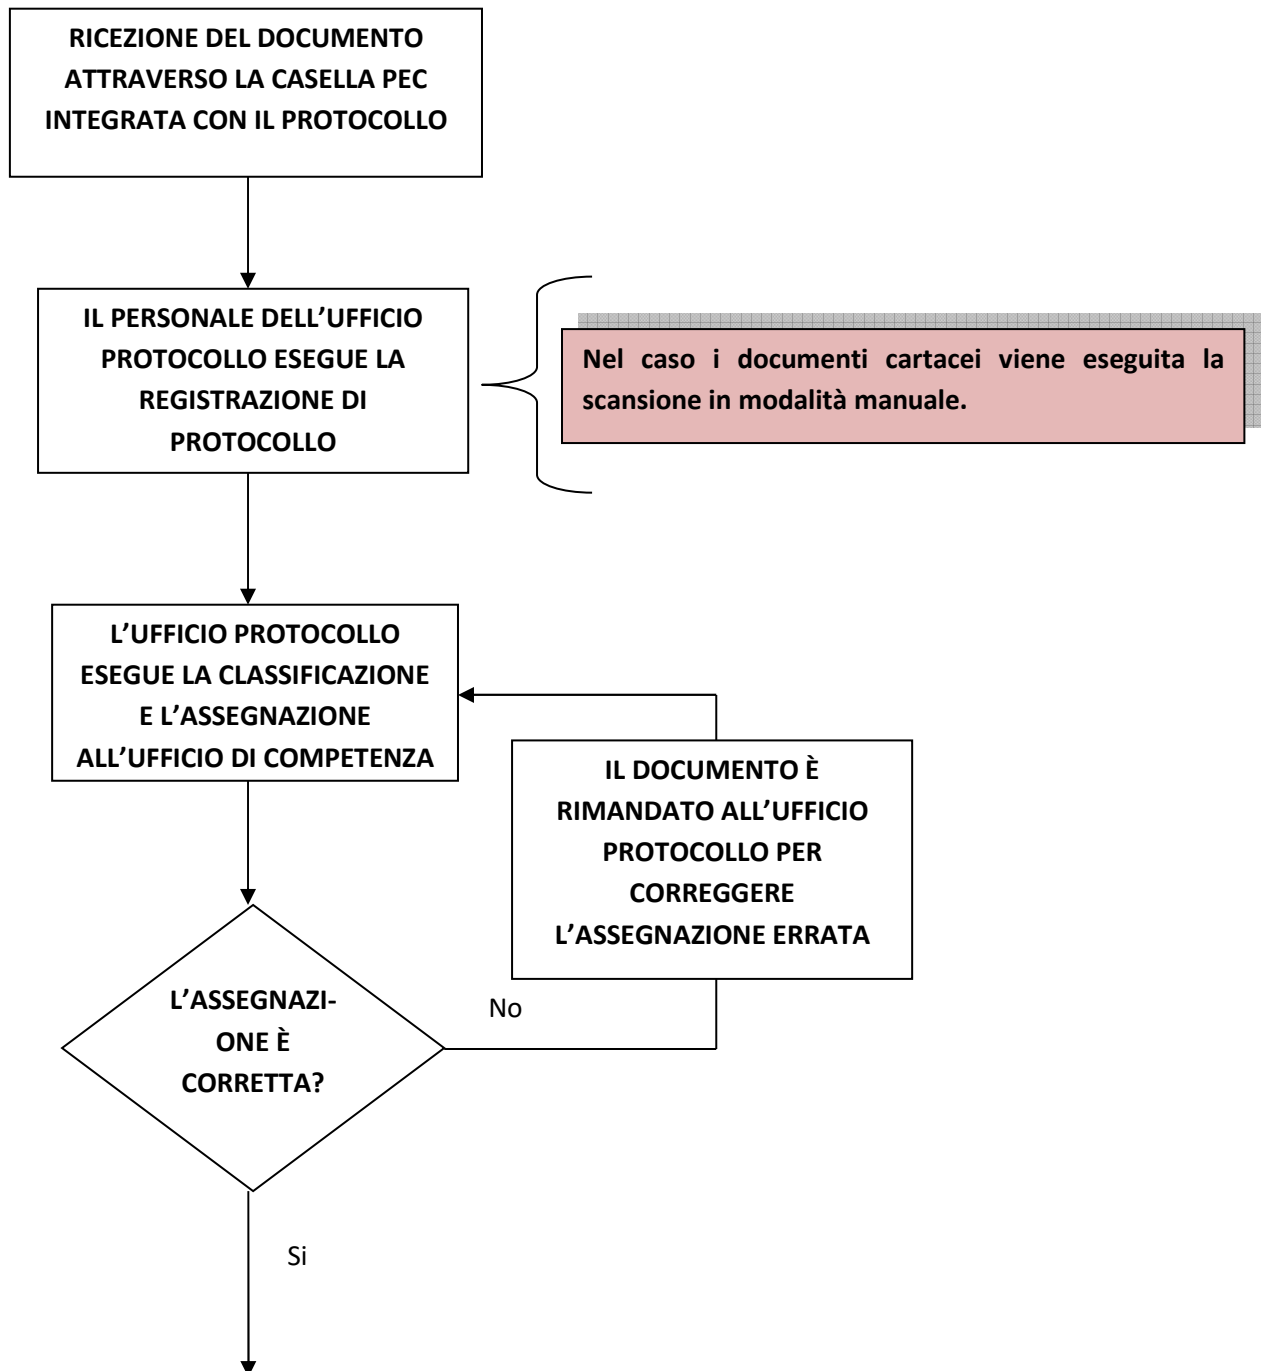 RICEZIONE DEL DOCUMENTO
ATTRAVERSO LA CASELLA PEC
INTEGRATA CON IL PROTOCOLLO
IL PERSONALE DELL’UFFICIO
PROTOCOLLO ESEGUE LA
REGISTRAZIONE DI
PROTOCOLLO
Nel caso i documenti cartacei viene eseguita la
scansione in modalità manuale.
L’UFFICIO PROTOCOLLO
ESEGUE LA CLASSIFICAZIONE
E L’ASSEGNAZIONE
ALL’UFFICIO DI COMPETENZA
IL DOCUMENTO È
RIMANDATO ALL’UFFICIO
PROTOCOLLO PER
CORREGGERE
L’ASSEGNAZIONE ERRATA
L’ASSEGNAZI-
ONE È
CORRETTA?
No
Si